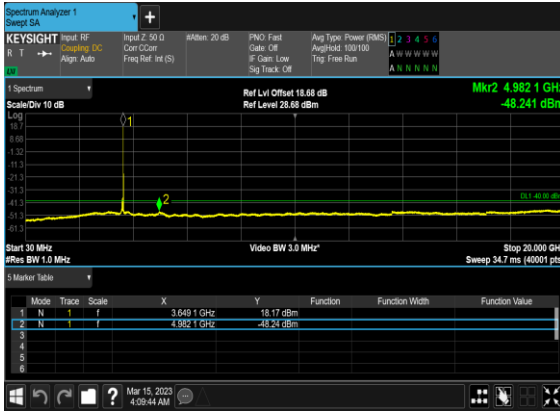 Spectrum Analyzer 1
Swept SA
+
KEYSIGHT Input: RF Input Z: 50 Ω #Atten: 20 dB PNO: Fast Avg Type: Power (RMS) 1 2 3 4 5 6
R T Coupling: DC Corr CCorr Gate: Off Avg|Hold: 100/100 A W W W W W
Align: Auto Freq Ref: Int (S) IF Gain: Low Trig: Free Run
Sig Track: Off A N N N N N
1 Spectrum Ref Lvl Offset 18.68 dB Mkr2 4.982 1 GHz
Scale/Div 10 dB Ref Level 28.68 dBm -48.241 dBm
Log
18.7
8.68
-1.32
-11.3
-21.3
-31.3
-41.3
-51.3
-61.3
1
2
DL1 -40.00 dBm
Start 30 MHz Video BW 3.0 MHz* Stop 20.000 GHz
#Res BW 1.0 MHz Sweep 34.7 ms (40001 pts)
5 Marker Table
Mode Trace Scale X Y Function Function Width Function Value
1 N 1 f 3.649 1 GHz 18.17 dBm
2 N 1 f 4.982 1 GHz -48.24 dBm
3
4
5
6
? Mar 15, 2023
4:09:44 AM